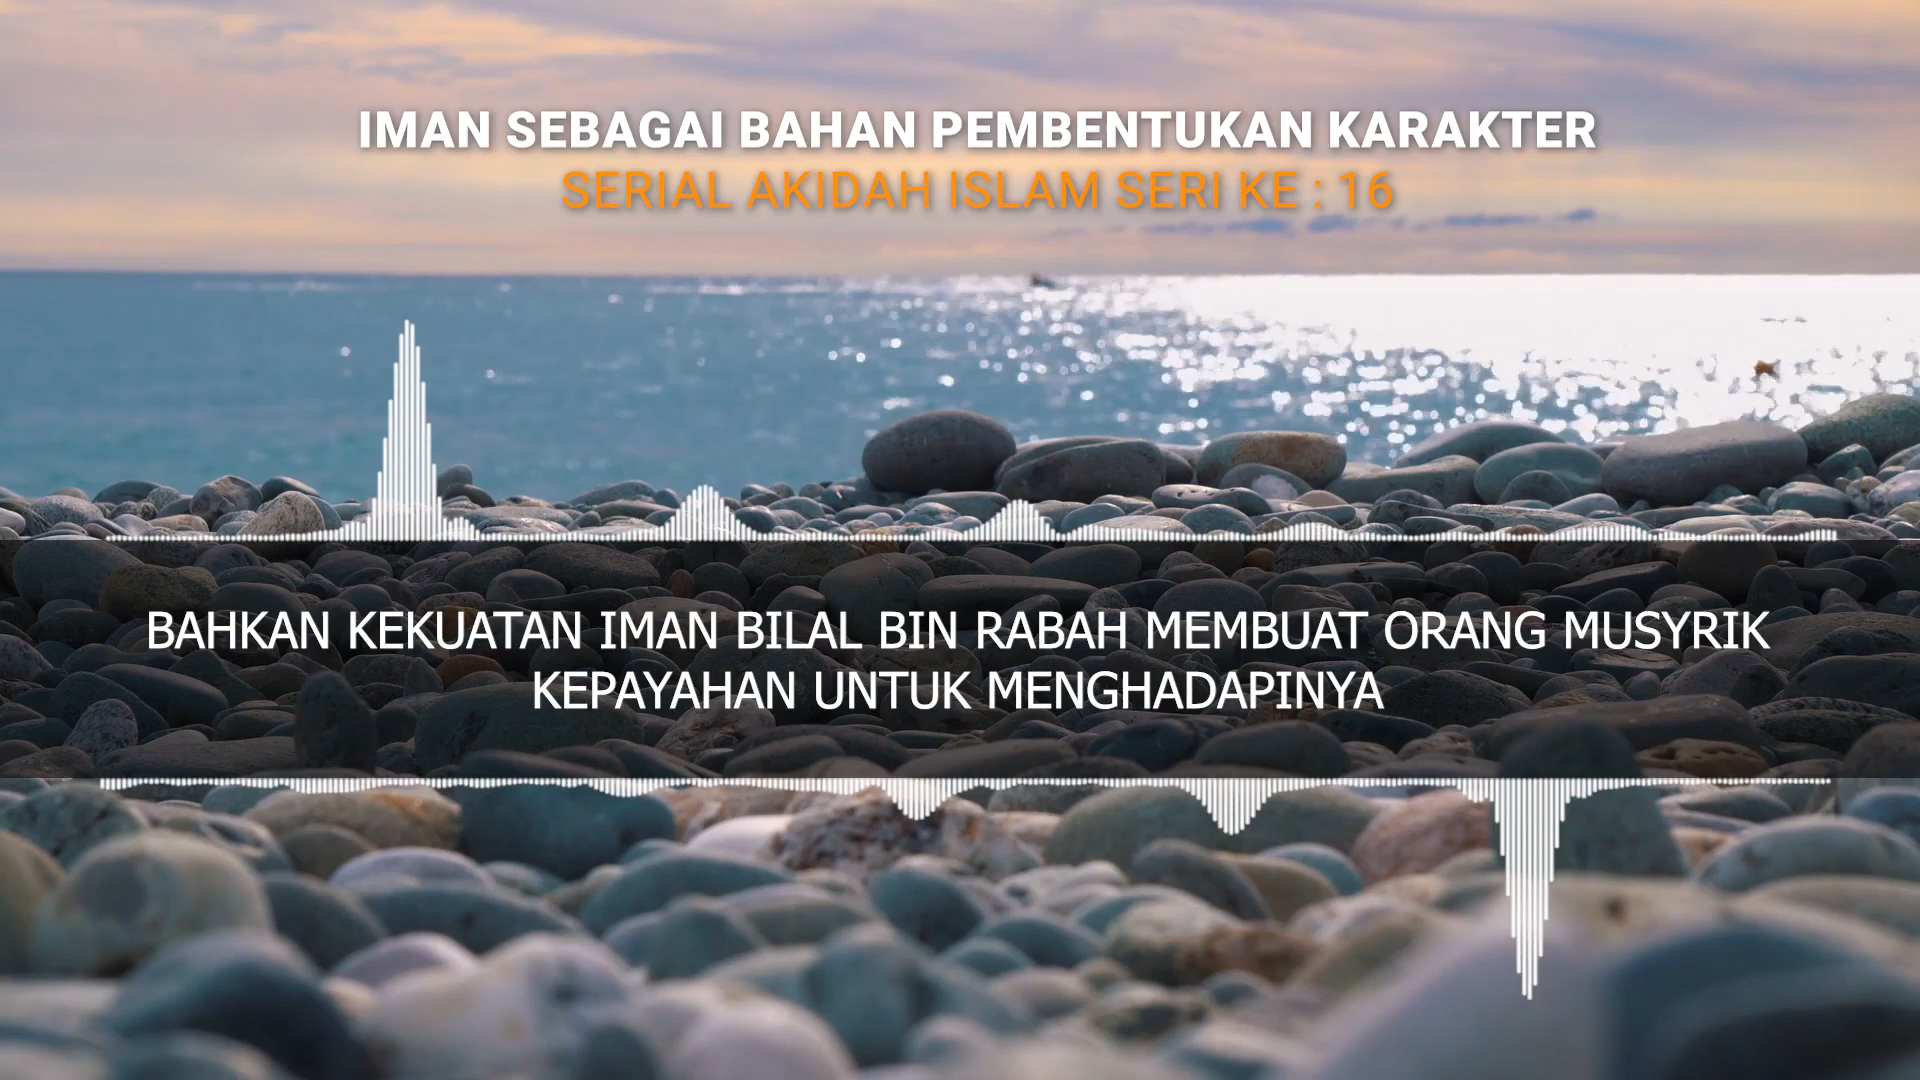 IMAN SEBAGAI BAHAN PEMBENTUKAN KARAKTER
SERIAL AKIDAH ISLAM SERI KE : 16
BAHKAN KEKUATAN IMAN BILAL BIN RABAH MEMBUAT ORANG MUSYRIK
KEPAYAHAN UNTUK MENGHADAPINYA